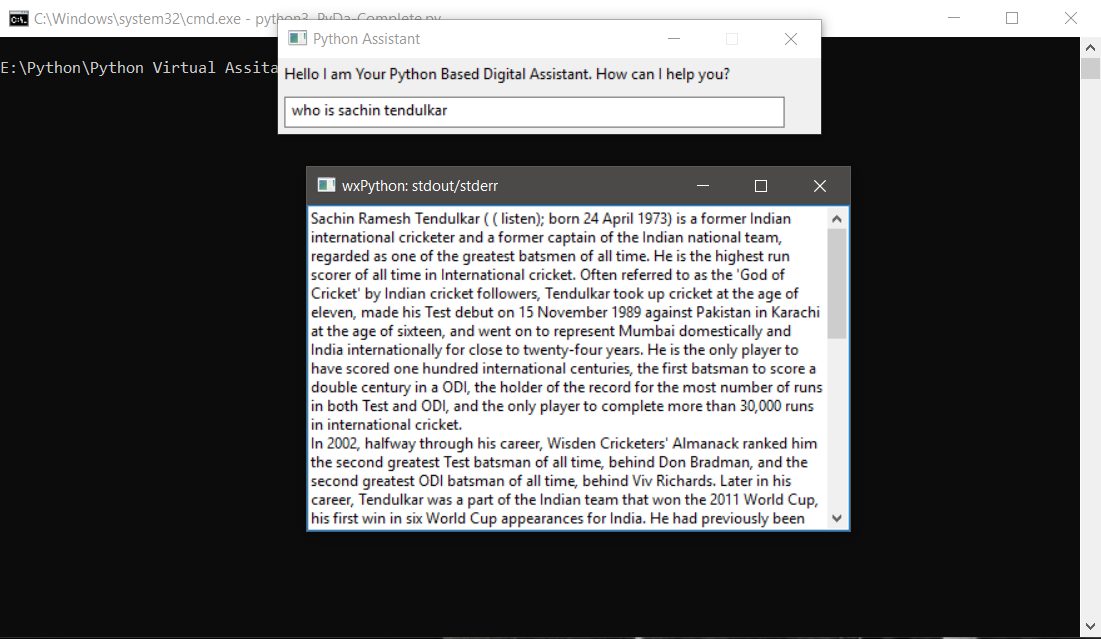 C:\Windows\system32\cmd.exe - python3 PyDa-Complete.py
Python Assistant
E:\Python\Python Virtual Assita
Hello I am Your Python Based Digital Assistant. How can I help you?
who is sachin tendulkar
wxPython: stdout/stderr
Sachin Ramesh Tendulkar ( ( listen); born 24 April 1973) is a former Indian
international cricketer and a former captain of the Indian national team,
regarded as one of the greatest batsmen of all time. He is the highest run
scorer of all time in International cricket. Often referred to as the 'God of
Cricket' by Indian cricket followers, Tendulkar took up cricket at the age of
eleven, made his Test debut on 15 November 1989 against Pakistan in Karachi
at the age of sixteen, and went on to represent Mumbai domestically and
India internationally for close to twenty-four years. He is the only player to
have scored one hundred international centuries, the first batsman to score a
double century in a ODI, the holder of the record for the most number of runs
in both Test and ODI, and the only player to complete more than 30,000 runs
in international cricket.
In 2002, halfway through his career, Wisden Cricketers' Almanack ranked him
the second greatest Test batsman of all time, behind Don Bradman, and the
second greatest ODI batsman of all time, behind Viv Richards. Later in his
career, Tendulkar was a part of the Indian team that won the 2011 World Cup,
his first win in six World Cup appearances for India. He had previously been